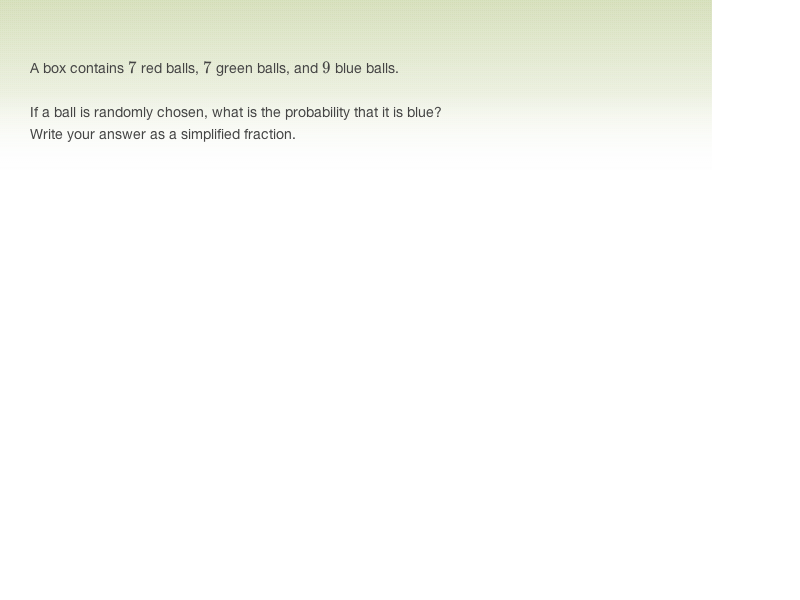 A box contains 7 red balls, 7 green balls, and 9 blue balls.
If a ball is randomly chosen, what is the probability that it is blue?
Write your answer as a simplified fraction.